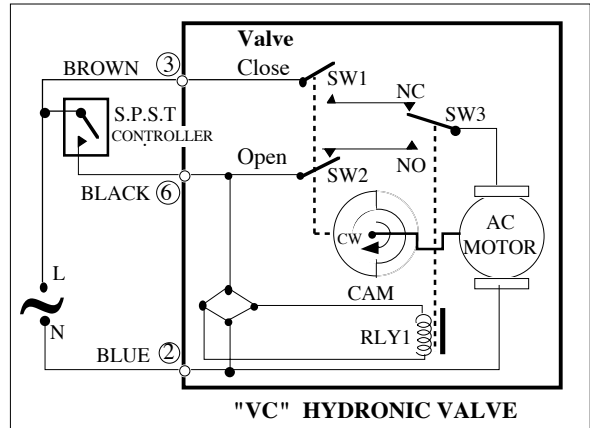 Valve
BROWN ③ Close
SW1
NC
SW3
S.P.S.T
CONTROLLER
Open
SW2
NO
BLACK ⑥
CW
AC
MOTOR
CAM
L
N
RLY1
BLUE ②
"VC" HYDRONIC VALVE